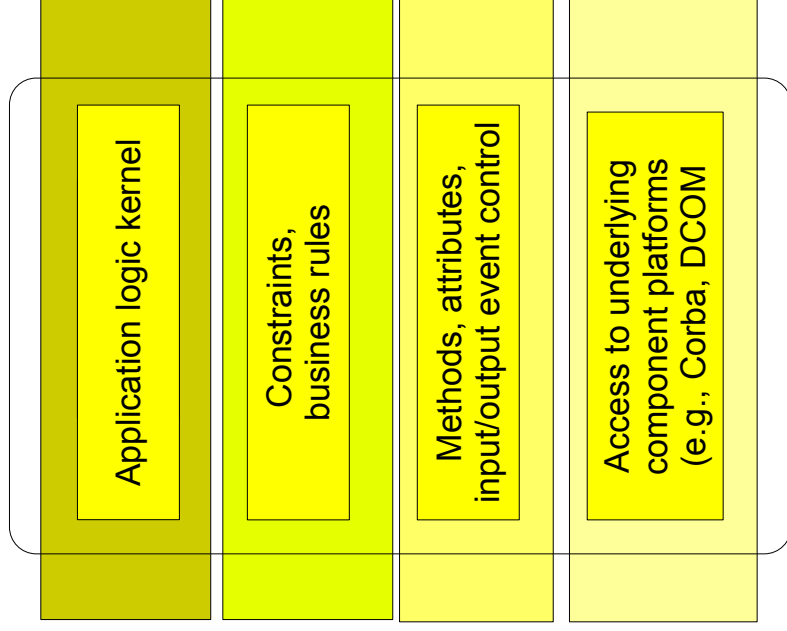 Application logic kernel
Constraints,
business rules
Methods, attributes,
input/output event control
Access to underlying
component platforms
(e.g., Corba, DCOM